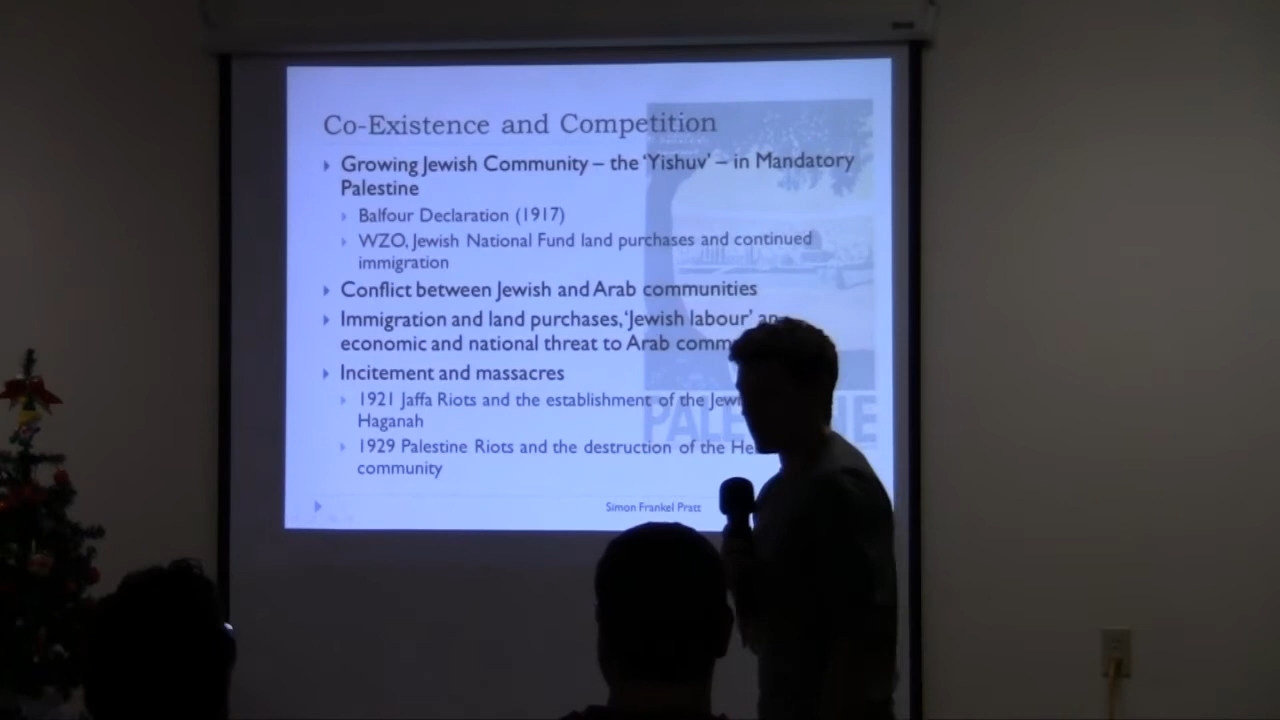 Co-Existence and Competition
Growing Jewish Community – the 'Yishuv' – in Mandatory
Palestine
Balfour Declaration (1917)
WZO, Jewish National Fund land purchases and continued
immigration
Conflict between Jewish and Arab communities
Immigration and land purchases, 'Jewish labour' an
economic and national threat to Arab
Incitement and massacres
1921 Jaffa Riots and the establishment of the
Haganah
1929 Palestine Riots and the destruction of the
community
Simon Frankel Pratt